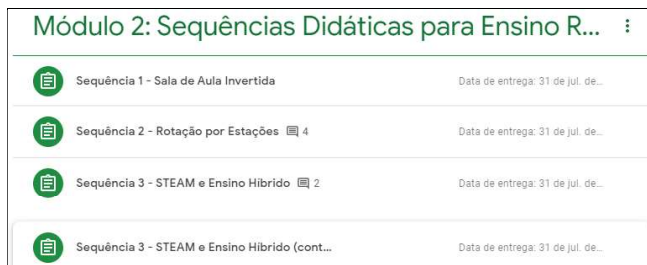 Módulo 2: Sequências Didáticas para Ensino R...
Sequência 1 - Sala de Aula Invertida Data de entrega: 31 de jul. de...
Sequência 2 - Rotação por Estações 4 Data de entrega: 31 de jul. de...
Sequência 3 - STEAM e Ensino Híbrido 2 Data de entrega: 31 de jul. de...
Sequência 3 - STEAM e Ensino Híbrido (cont... Data de entrega: 31 de jul. de...